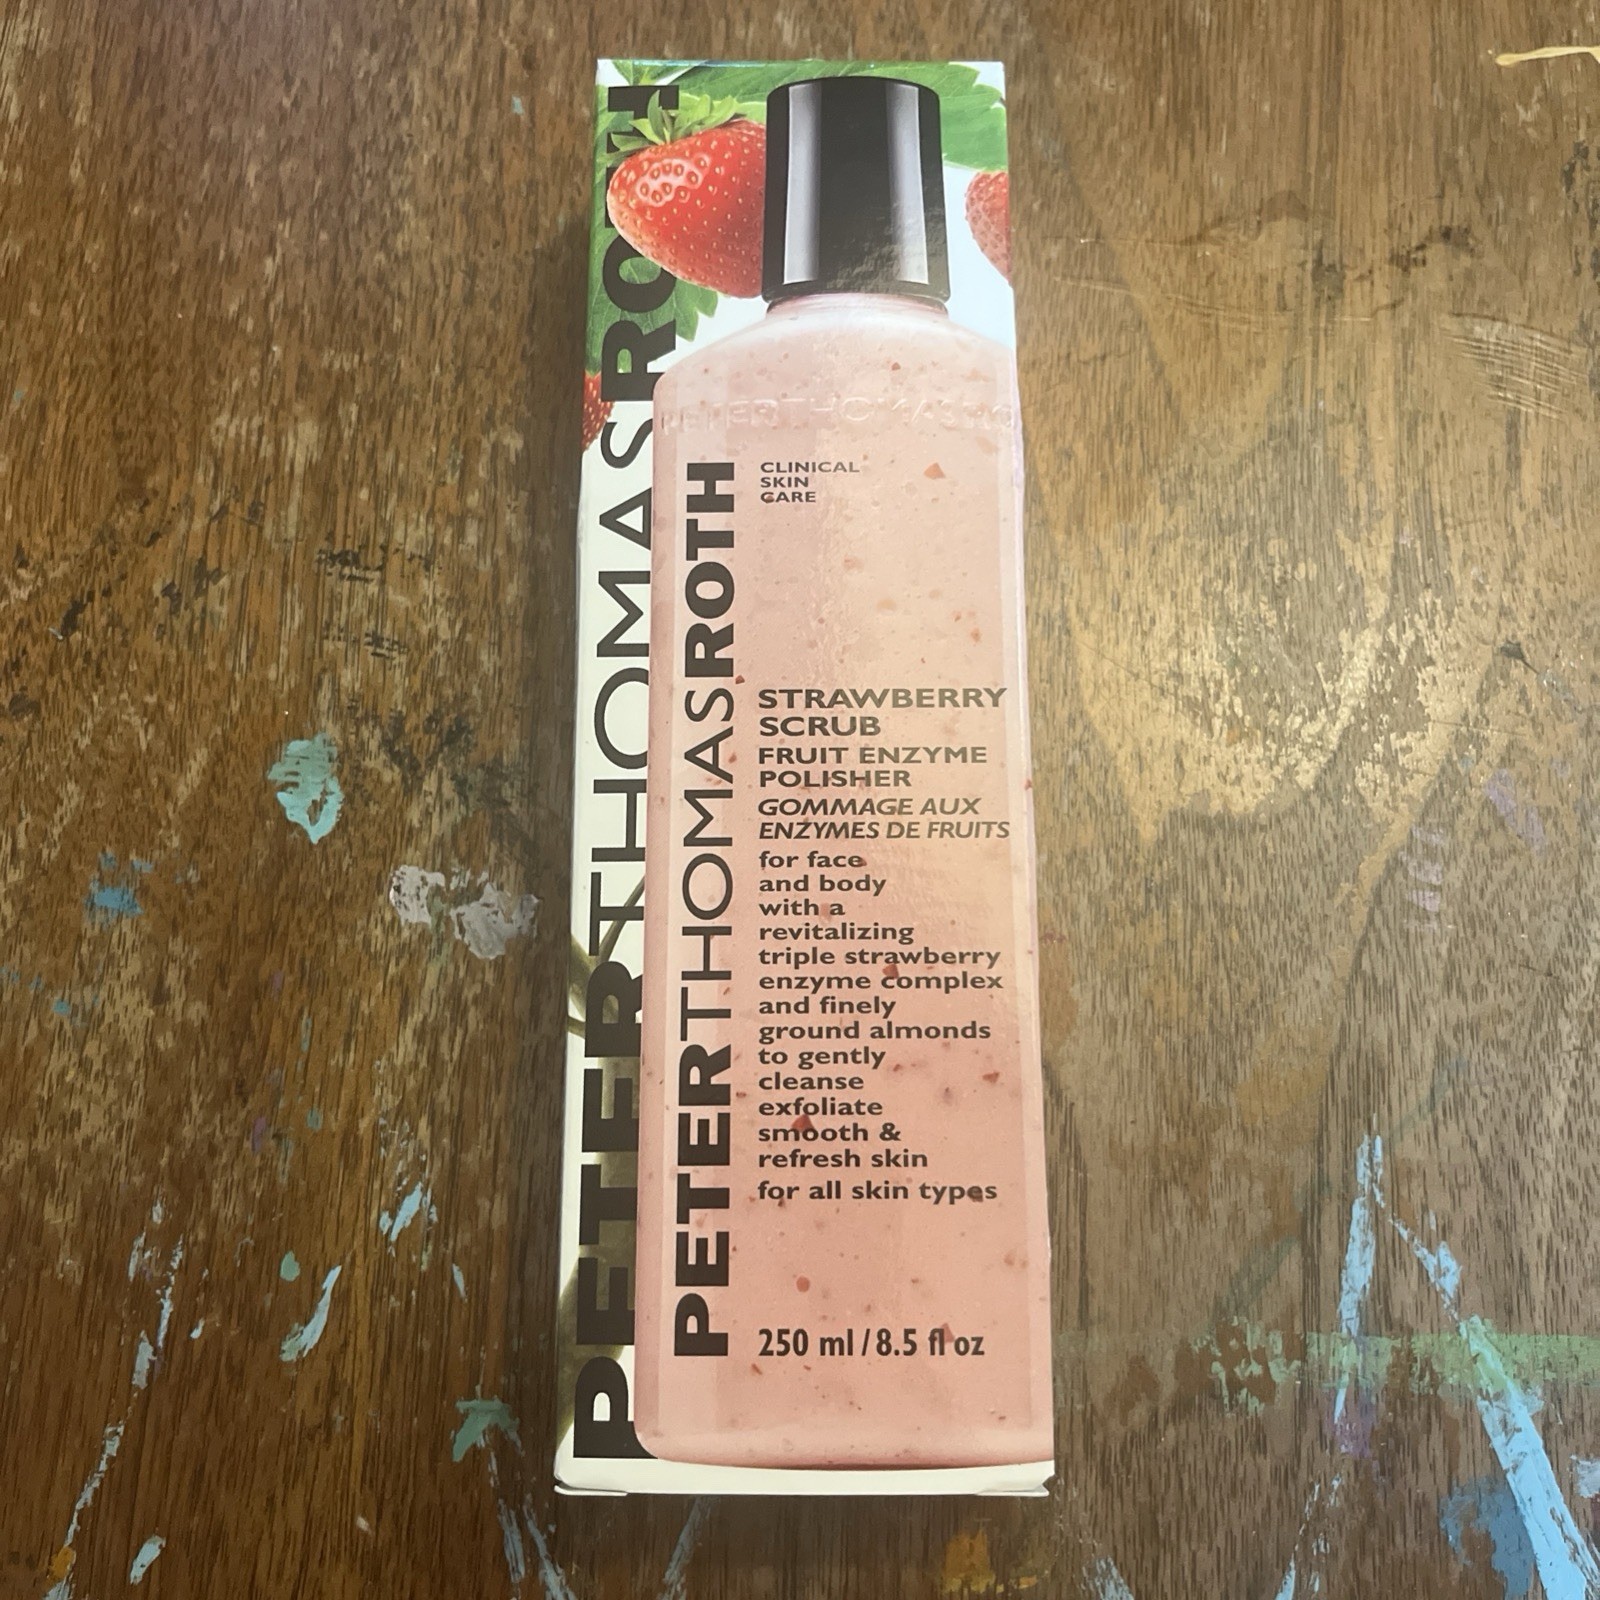 PETERTHOMASROTH
PETERTHOMASRO
PETERTHOMASROTH
CLINICAL
SKIN
CARE
STRAWBERRY
SCRUB
FRUIT ENZYME
POLISHER
GOMMAGE AUX
ENZYMES DE FRUITS
for face
and body
with a
revitalizing
triple strawberry
enzyme complex
and finely
ground almonds
to gently
cleanse
exfoliate
smooth &
refresh skin
for all skin types
250 ml / 8.5 fl oz